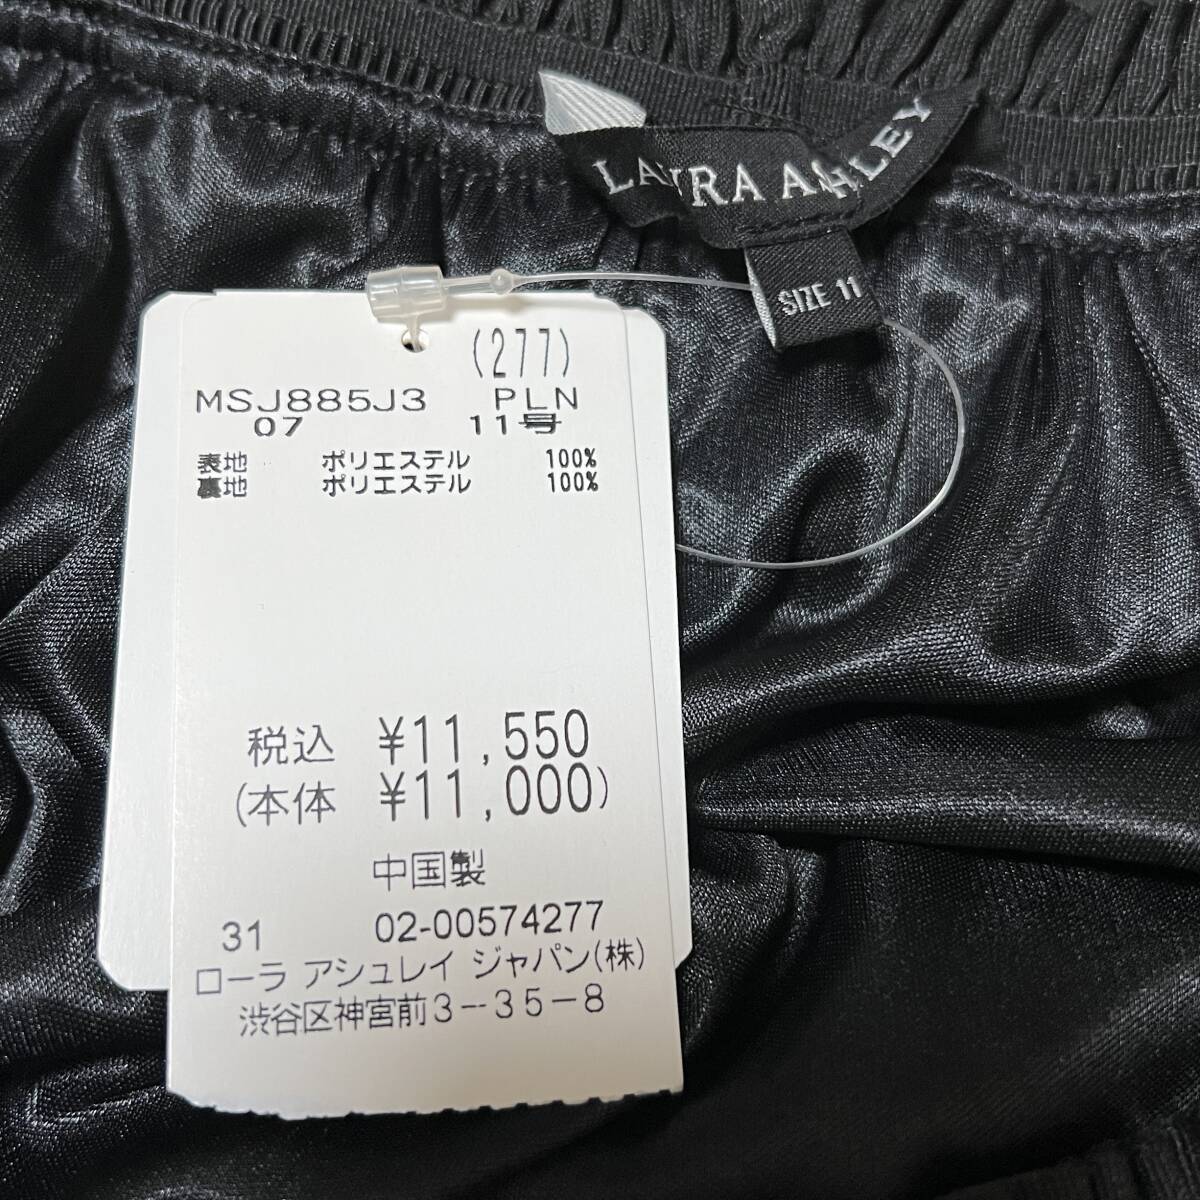 LAURA ASHLEY
SIZE 11
(277)
MSJ885J3 PLN
07 11号
表地 ポリエステル 100%
裏地 ポリエステル 100%
税込 ¥11,550
(本体 ¥11,000)
中国製
31 02-00574277
ローラ アシュレイ ジャパン(株)
渋谷区神宮前3-35-8